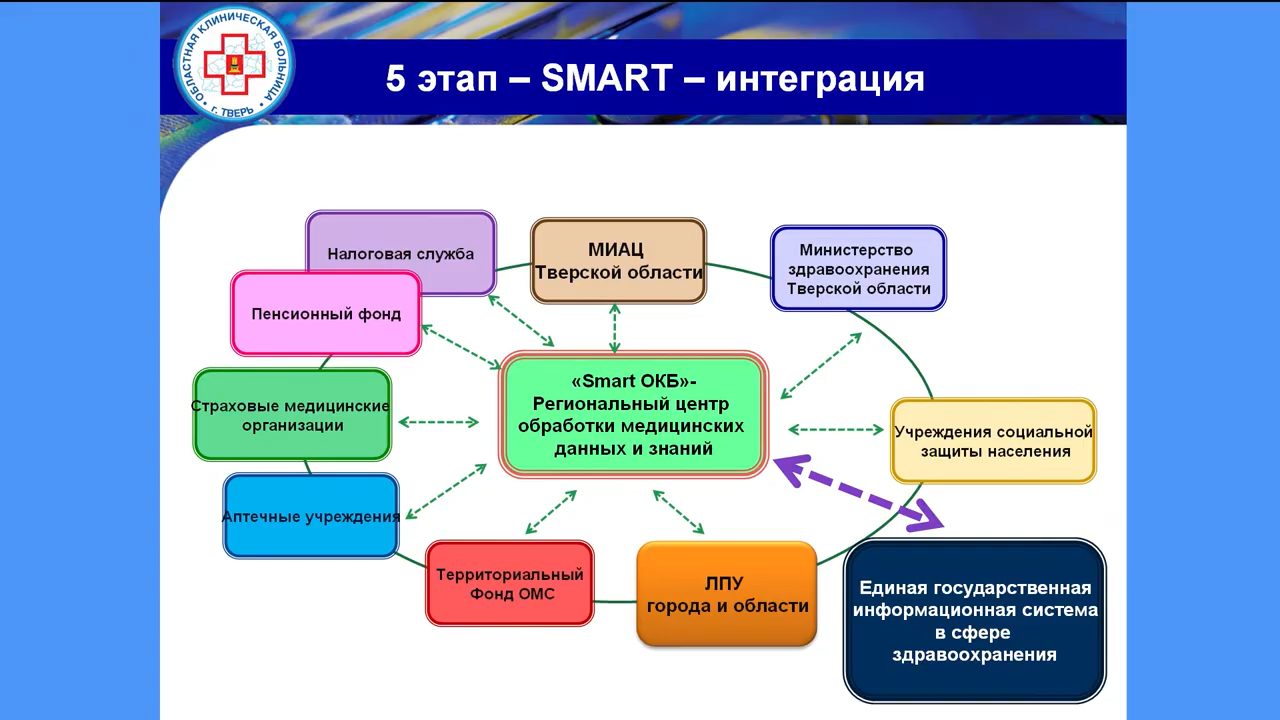 ОБЛАСТНАЯ КЛИНИЧЕСКАЯ БОЛЬНИЦА
• г. ТВЕРЬ •
5 этап – SMART – интеграция
Налоговая служба
МИАЦ
Тверской области
Министерство
здравоохранения
Тверской области
Пенсионный фонд
«Smart ОКБ»-
Региональный центр
обработки медицинских
данных и знаний
Страховые медицинские
организации
Учреждения социальной
защиты населения
Аптечные учреждения
Территориальный
Фонд ОМС
ЛПУ
города и области
Единая государственная
информационная система
в сфере
здравоохранения